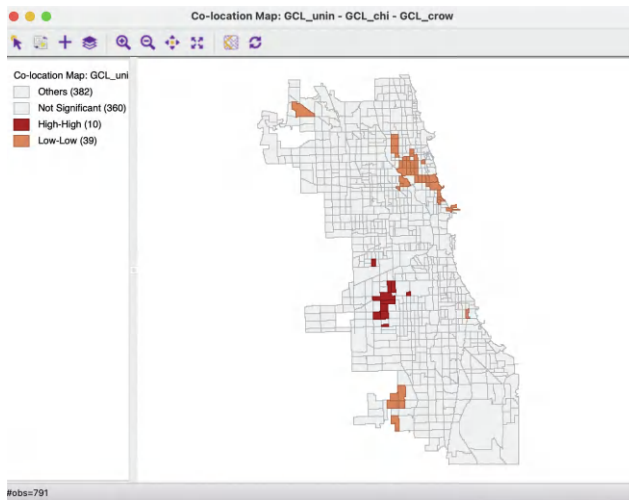 Co-location Map: GCL_unin - GCL_chi - GCL_crow
Co-location Map: GCL_uni
Others (382)
Not Significant (360)
High-High (10)
Low-Low (39)
#obs=791